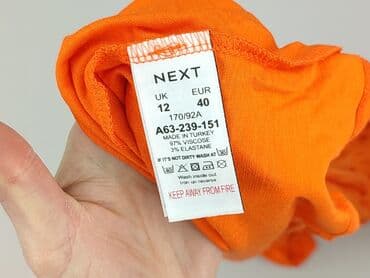 NEXT
UK EUR
12 40
170/92A
A63-239-151
MADE IN TURKEY
97% VISCOSE
3% ELASTANE
IF IT'S NOT DIRTY WASH AT
Wash inside out
Iron on reverse
KEEP AWAY FROM FIRE